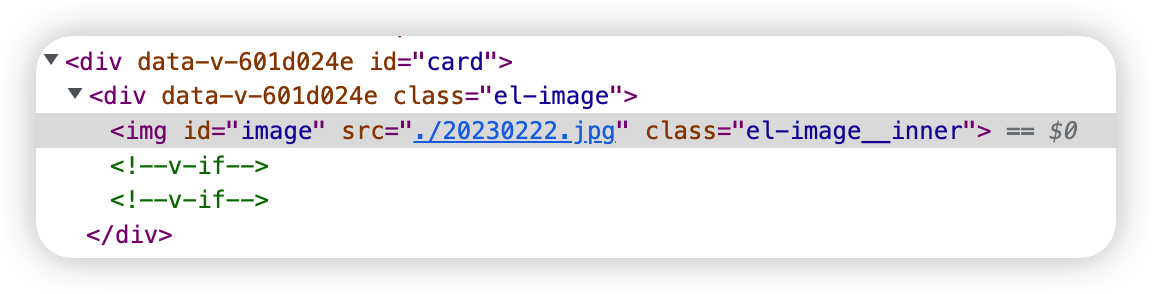 <div data-v-601d024e id="card">
<div data-v-601d024e class="el-image">
<img id="image" src="./20230222.jpg" class="el-image__inner"> == $0
<!--v-if-->
<!--v-if-->
</div>